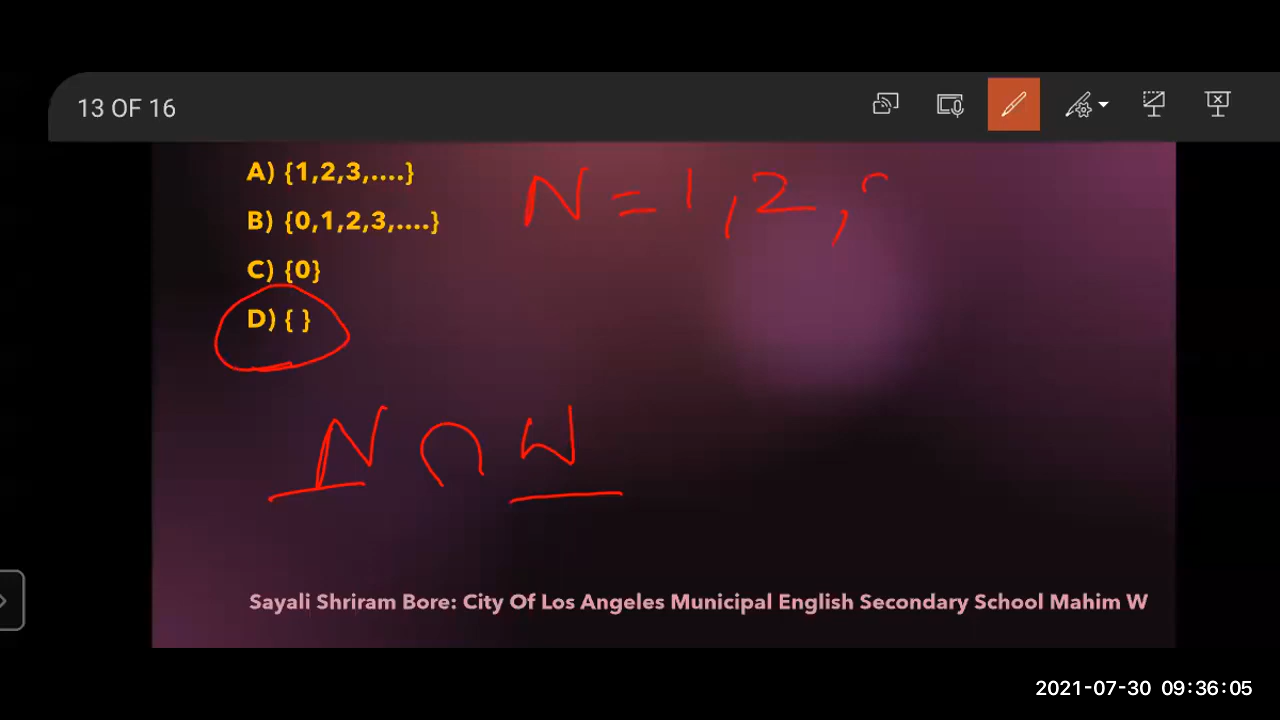 13 OF 16
A) {1,2,3,....}
N = 1, 2,
B) {0,1,2,3,....}
C) {0}
D) { }
N ∩ W
Sayali Shriram Bore: City Of Los Angeles Municipal English Secondary School Mahim W
2021-07-30 09:36:05